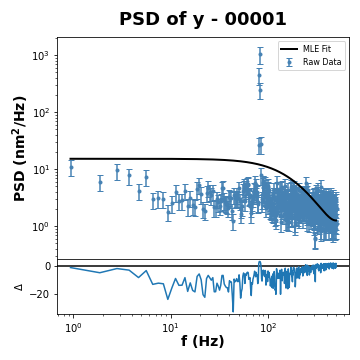 PSD of y - 00001
PSD (nm²/Hz)
10³
10²
10¹
10⁰
MLE Fit
Raw Data
Δ
0
−20
10⁰
10¹
10²
f (Hz)